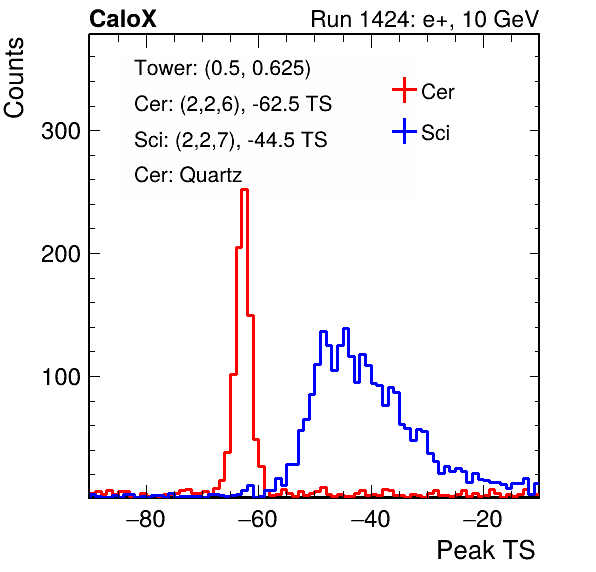 CaloX Run 1424: e+, 10 GeV
Counts
Tower: (0.5, 0.625)
Cer: (2,2,6), -62.5 TS
Sci: (2,2,7), -44.5 TS
Cer: Quartz
Cer
Sci
300
200
100
−80 −60 −40 −20
Peak TS